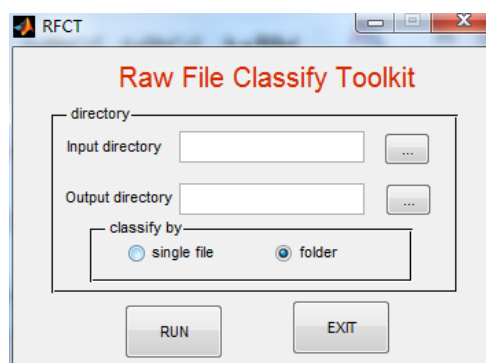 RFCT
Raw File Classify Toolkit
directory
Input directory
...
Output directory
...
classify by
single file folder
RUN EXIT